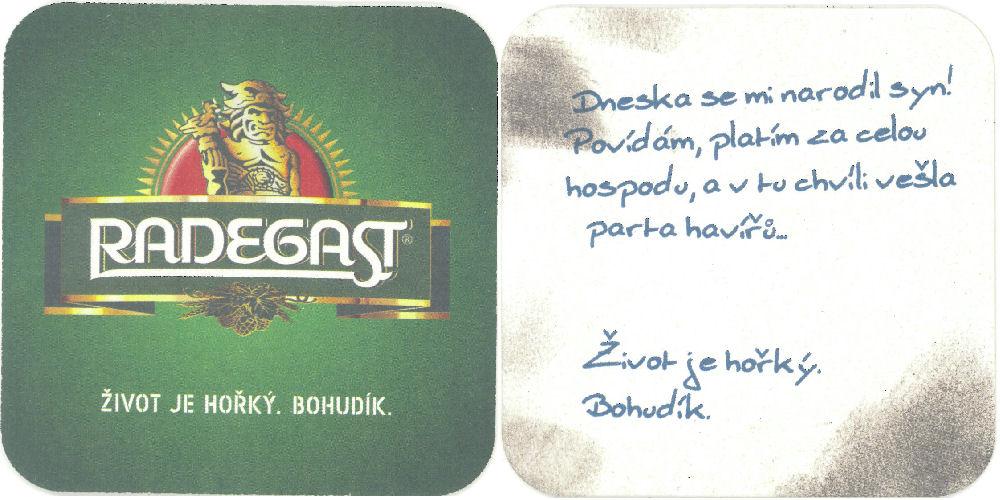 RADEGAST®
ŽIVOT JE HOŘKÝ. BOHUDÍK.
Dneska se mi narodil syn!
Povídám, platím za celou
hospodu, a v tu chvíli vešla
parta havířů...
Život je hořký.
Bohudík.